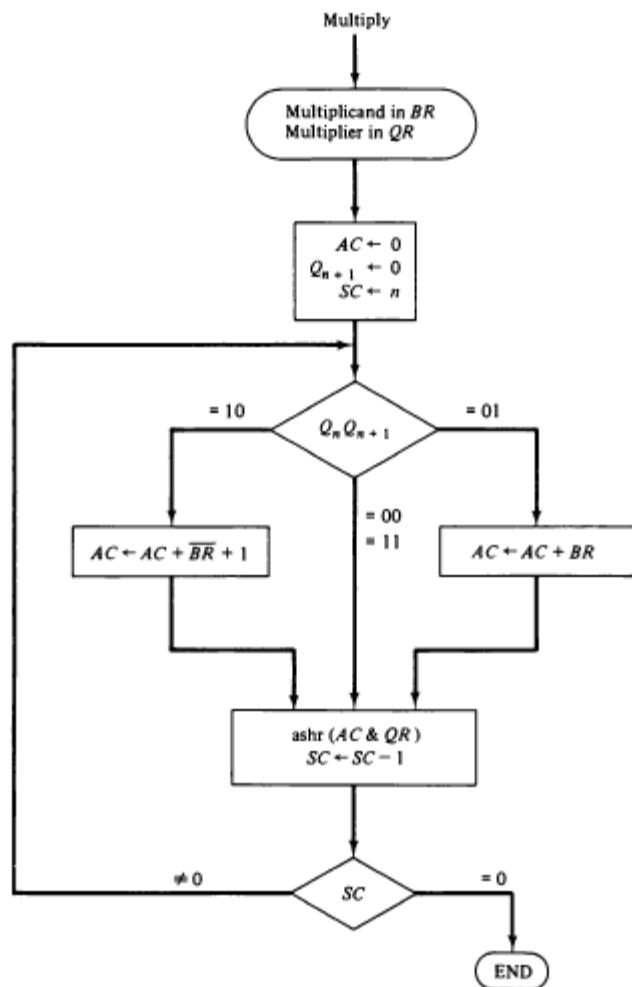 Multiply
Multiplicand in BR
Multiplier in QR
AC ← 0
Qn + 1 ← 0
SC ← n
= 10
Qn Qn + 1
= 01
= 00
= 11
AC ← AC + B̅R̅ + 1
AC ← AC + BR
ashr (AC & QR)
SC ← SC − 1
≠ 0
SC
= 0
END